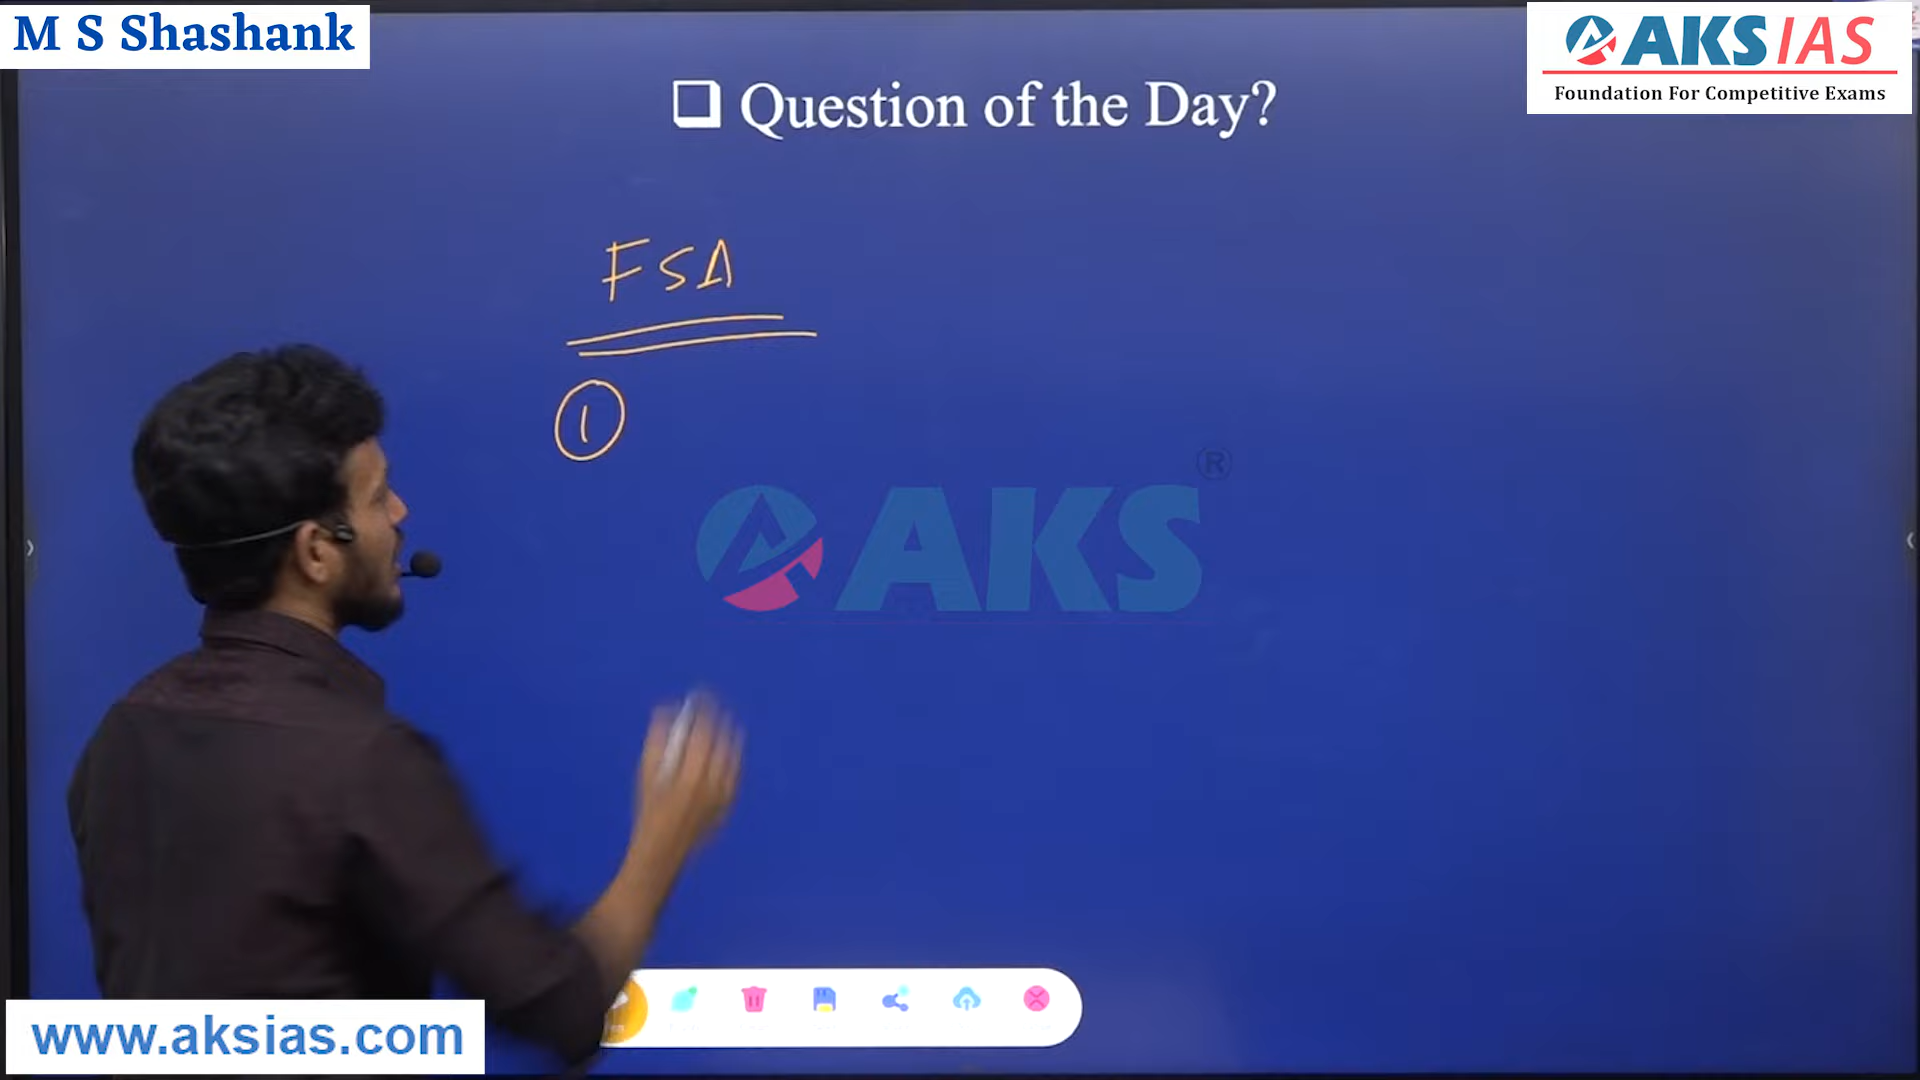 M S Shashank
AKS IAS
Foundation For Competitive Exams
❑ Question of the Day?
FSA
①
AKS®
www.aksias.com